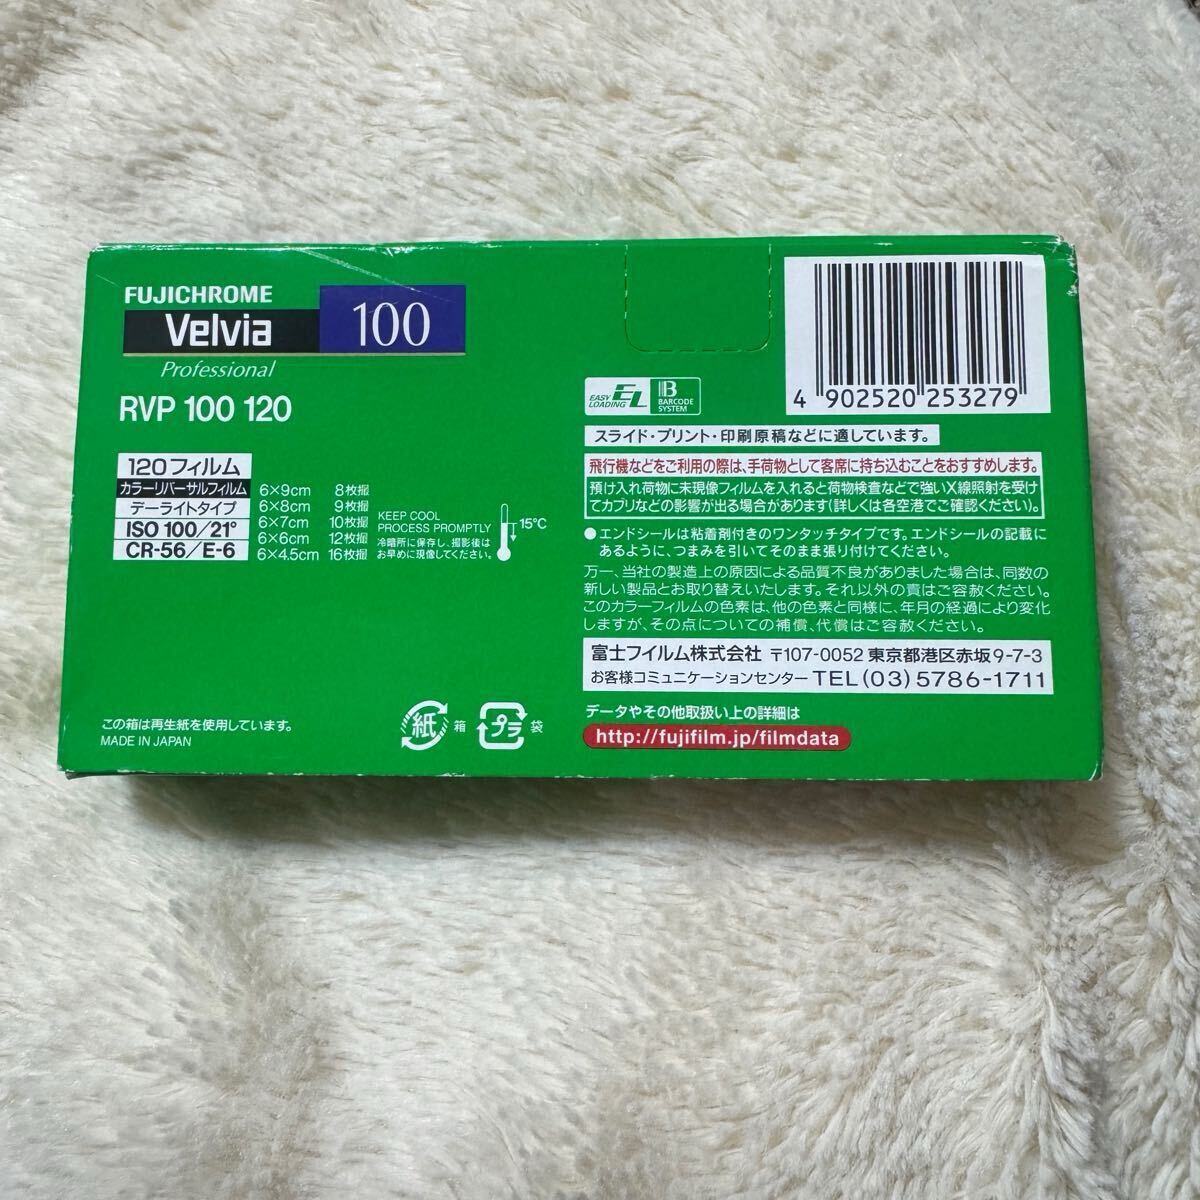 FUJICHROME
Velvia 100
Professional
RVP 100 120
120フィルム
カラーリバーサルフィルム
デーライトタイプ
ISO 100/21°
CR-56/E-6
6×9cm 8枚撮
6×8cm 9枚撮
6×7cm 10枚撮
6×6cm 12枚撮
6×4.5cm 16枚撮
KEEP COOL
PROCESS PROMPTLY
冷暗所に保存し、撮影後は
お早めに現像してください。
15℃
この箱は再生紙を使用しています。
MADE IN JAPAN
紙 箱
プラ 袋
4 902520 253279
EASY LOADING EL
B BARCODE SYSTEM
スライド・プリント・印刷原稿などに適しています。
飛行機などをご利用の際は、手荷物として客席に持ち込むことをおすすめします。
預け入れ荷物に未現像フィルムを入れると荷物検査などで強いX線照射を受け
てカブリなどの影響が出る場合があります(詳しくは各空港でご確認ください)。
●エンドシールは粘着剤付きのワンタッチタイプです。エンドシールの記載に
あるように、つまみを引いてそのまま張り付けてください。
万一、当社の製造上の原因による品質不良がありました場合は、同数の
新しい製品とお取り替えいたします。それ以外の責はご容赦ください。
このカラーフィルムの色素は、他の色素と同様に、年月の経過により変化
しますが、その点についての補償、代償はご容赦ください。
富士フイルム株式会社 〒107-0052 東京都港区赤坂9-7-3
お客様コミュニケーションセンター TEL(03)5786-1711
データやその他取扱い上の詳細は
http://fujifilm.jp/filmdata